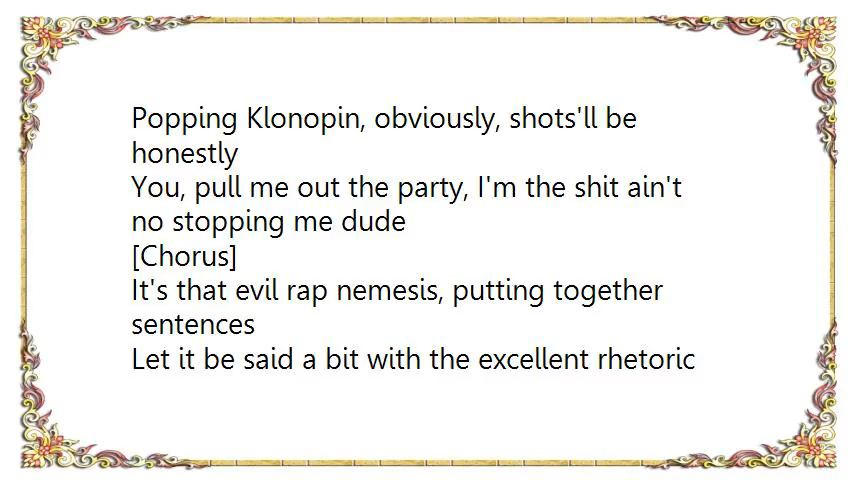 Popping Klonopin, obviously, shots'll be
honestly
You, pull me out the party, I'm the shit ain't
no stopping me dude
[Chorus]
It's that evil rap nemesis, putting together
sentences
Let it be said a bit with the excellent rhetoric